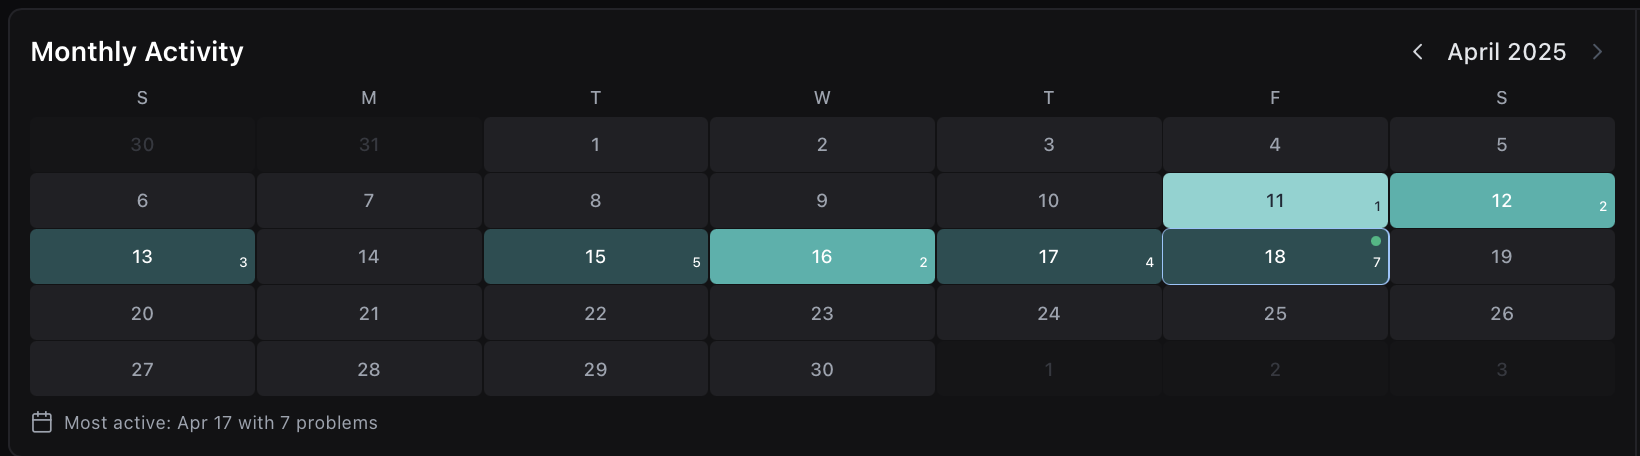 Monthly Activity
April 2025
S M T W T F S
30 31 1 2 3 4 5
6 7 8 9 10 11 1 12 2
13 3 14 15 5 16 2 17 4 18 7 19
20 21 22 23 24 25 26
27 28 29 30 1 2 3
Most active: Apr 17 with 7 problems